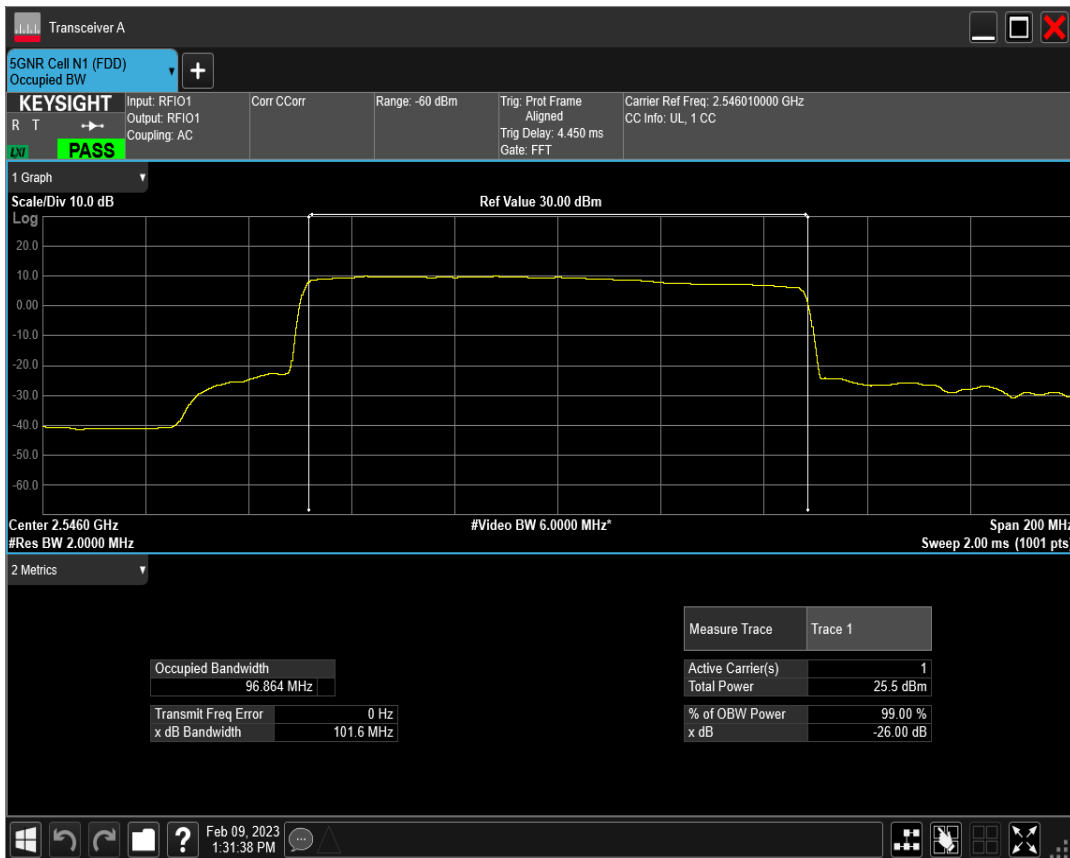 Transceiver A
5GNR Cell N1 (FDD)
Occupied BW
+
KEYSIGHT
R T
LXI
PASS
Input: RFIO1
Output: RFIO1
Coupling: AC
Corr CCorr
Range: -60 dBm
Trig: Prot Frame
Aligned
Trig Delay: 4.450 ms
Gate: FFT
Carrier Ref Freq: 2.546010000 GHz
CC Info: UL, 1 CC
1 Graph
Scale/Div 10.0 dB
Ref Value 30.00 dBm
Log
20.0
10.0
0.00
-10.0
-20.0
-30.0
-40.0
-50.0
-60.0
Center 2.5460 GHz
#Video BW 6.0000 MHz*
Span 200 MHz
#Res BW 2.0000 MHz
Sweep 2.00 ms (1001 pts)
2 Metrics
Measure Trace Trace 1
Occupied Bandwidth
96.864 MHz
Active Carrier(s) 1
Total Power 25.5 dBm
Transmit Freq Error 0 Hz
x dB Bandwidth 101.6 MHz
% of OBW Power 99.00 %
x dB -26.00 dB
?
Feb 09, 2023
1:31:38 PM